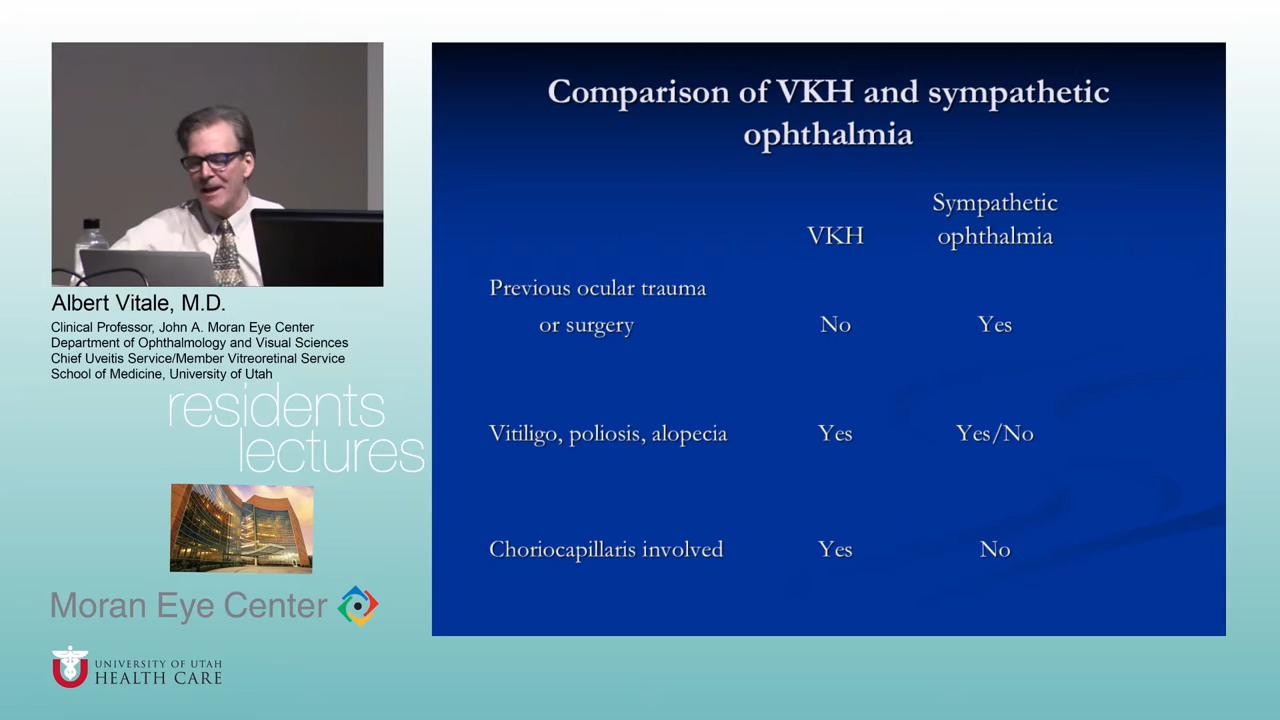 Albert Vitale, M.D.
Clinical Professor, John A. Moran Eye Center
Department of Ophthalmology and Visual Sciences
Chief Uveitis Service/Member Vitreoretinal Service
School of Medicine, University of Utah
residents
lectures
Moran Eye Center
UNIVERSITY OF UTAH
HEALTH CARE
Comparison of VKH and sympathetic
ophthalmia
Sympathetic
VKH ophthalmia
Previous ocular trauma
or surgery No Yes
Vitiligo, poliosis, alopecia Yes Yes/No
Choriocapillaris involved Yes No